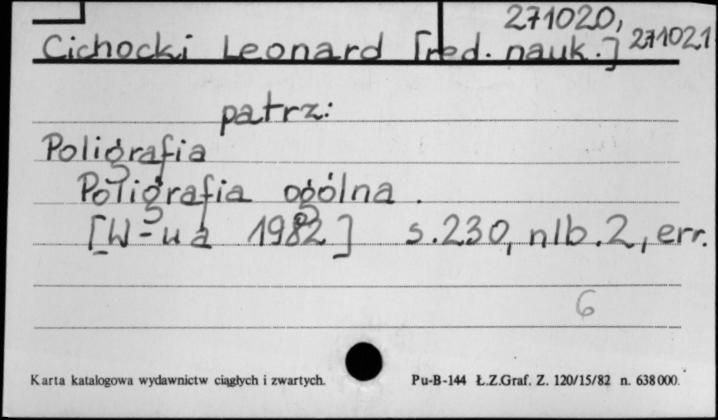 271020,
Cichocki Leonard [red. nauk.] 271021
patrz:
Poligrafia
Poligrafia ogólna.
[W-wa 1982] s.230, nlb.2, err.
6
Karta katalogowa wydawnictw ciągłych i zwartych. Pu-B-144 Ł.Z.Graf. Z. 120/15/82 n. 638000.